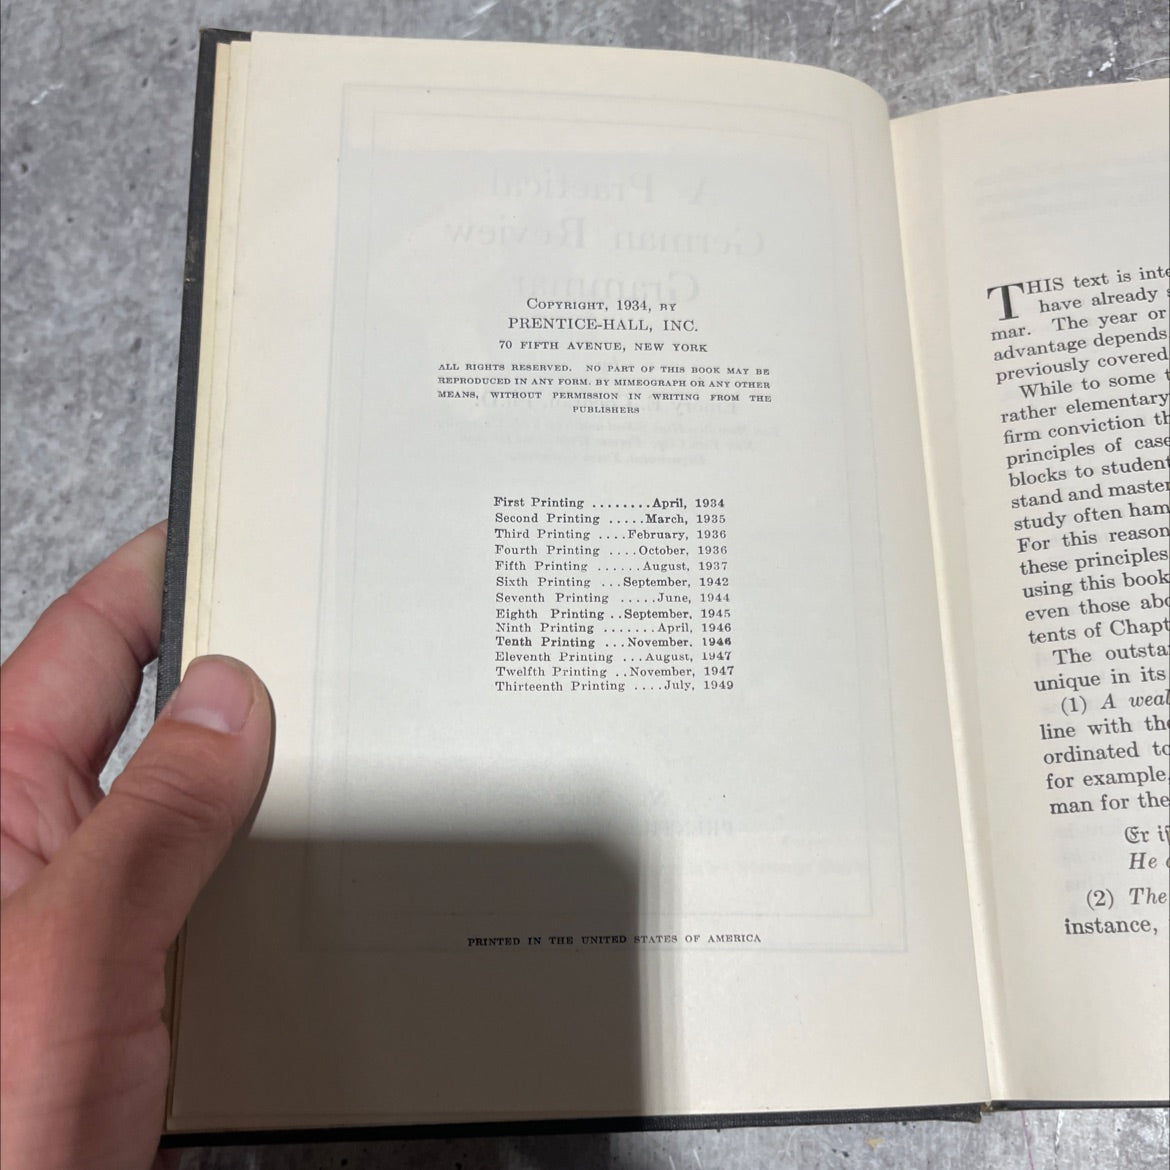 COPYRIGHT, 1934, BY
PRENTICE-HALL, INC.
70 FIFTH AVENUE, NEW YORK
ALL RIGHTS RESERVED. NO PART OF THIS BOOK MAY BE
REPRODUCED IN ANY FORM. BY MIMEOGRAPH OR ANY OTHER
MEANS, WITHOUT PERMISSION IN WRITING FROM THE
PUBLISHERS
First Printing ........April, 1934
Second Printing .....March, 1935
Third Printing ....February, 1936
Fourth Printing ....October, 1936
Fifth Printing ......August, 1937
Sixth Printing ...September, 1942
Seventh Printing .....June, 1944
Eighth Printing ..September, 1945
Ninth Printing .......April, 1946
Tenth Printing ...November. 1946
Eleventh Printing ...August, 1947
Twelfth Printing ..November, 1947
Thirteenth Printing ....July, 1949
PRINTED IN THE UNITED STATES OF AMERICA
THIS text is inte
have already
mar. The year or
advantage depends
previously covered
While to some
rather elementary
firm conviction th
principles of case
blocks to student
stand and master
study often ham
For this reason
these principles
using this book
even those abo
tents of Chapt
The outsta
unique in its
(1) A weal
line with the
ordinated to
for example,
man for the
Er
He
(2) The
instance,